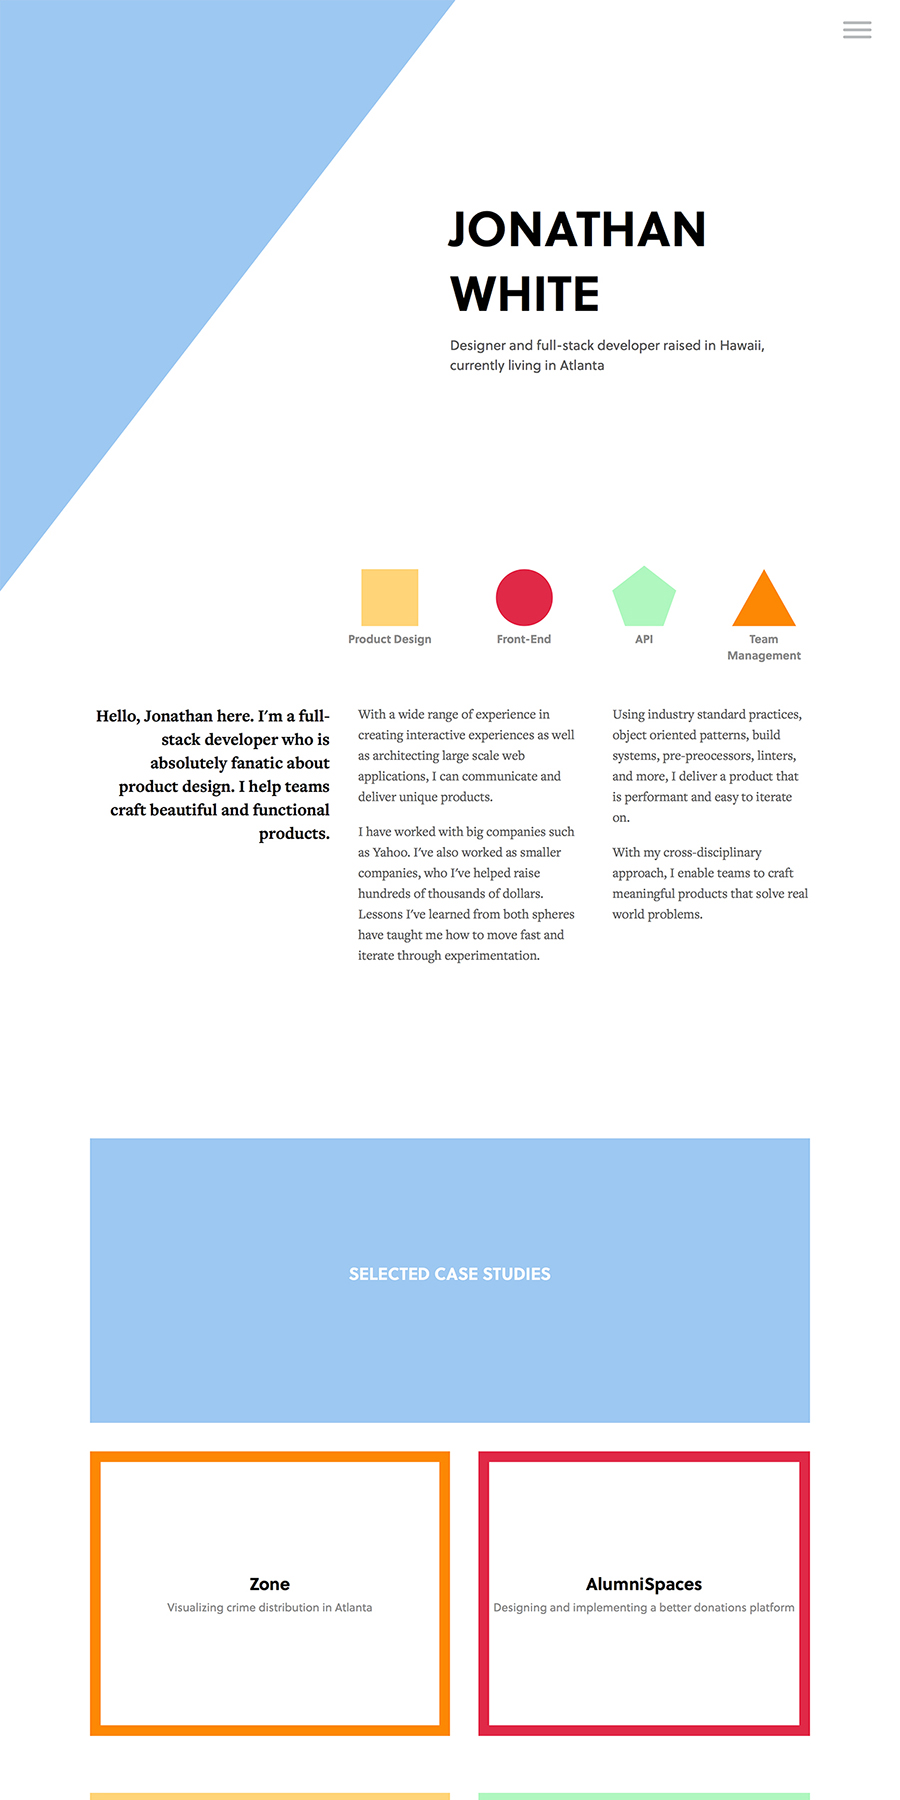 JONATHAN
WHITE
Designer and full-stack developer raised in Hawaii,
currently living in Atlanta
Product Design
Front-End
API
Team
Management
Hello, Jonathan here. I'm a full-
stack developer who is
absolutely fanatic about
product design. I help teams
craft beautiful and functional
products.
With a wide range of experience in
creating interactive experiences as well
as architecting large scale web
applications, I can communicate and
deliver unique products.
I have worked with big companies such
as Yahoo. I've also worked as smaller
companies, who I've helped raise
hundreds of thousands of dollars.
Lessons I've learned from both spheres
have taught me how to move fast and
iterate through experimentation.
Using industry standard practices,
object oriented patterns, build
systems, pre-preocessors, linters,
and more, I deliver a product that
is performant and easy to iterate
on.
With my cross-disciplinary
approach, I enable teams to craft
meaningful products that solve real
world problems.
SELECTED CASE STUDIES
Zone
Visualizing crime distribution in Atlanta
AlumniSpaces
Designing and implementing a better donations platform